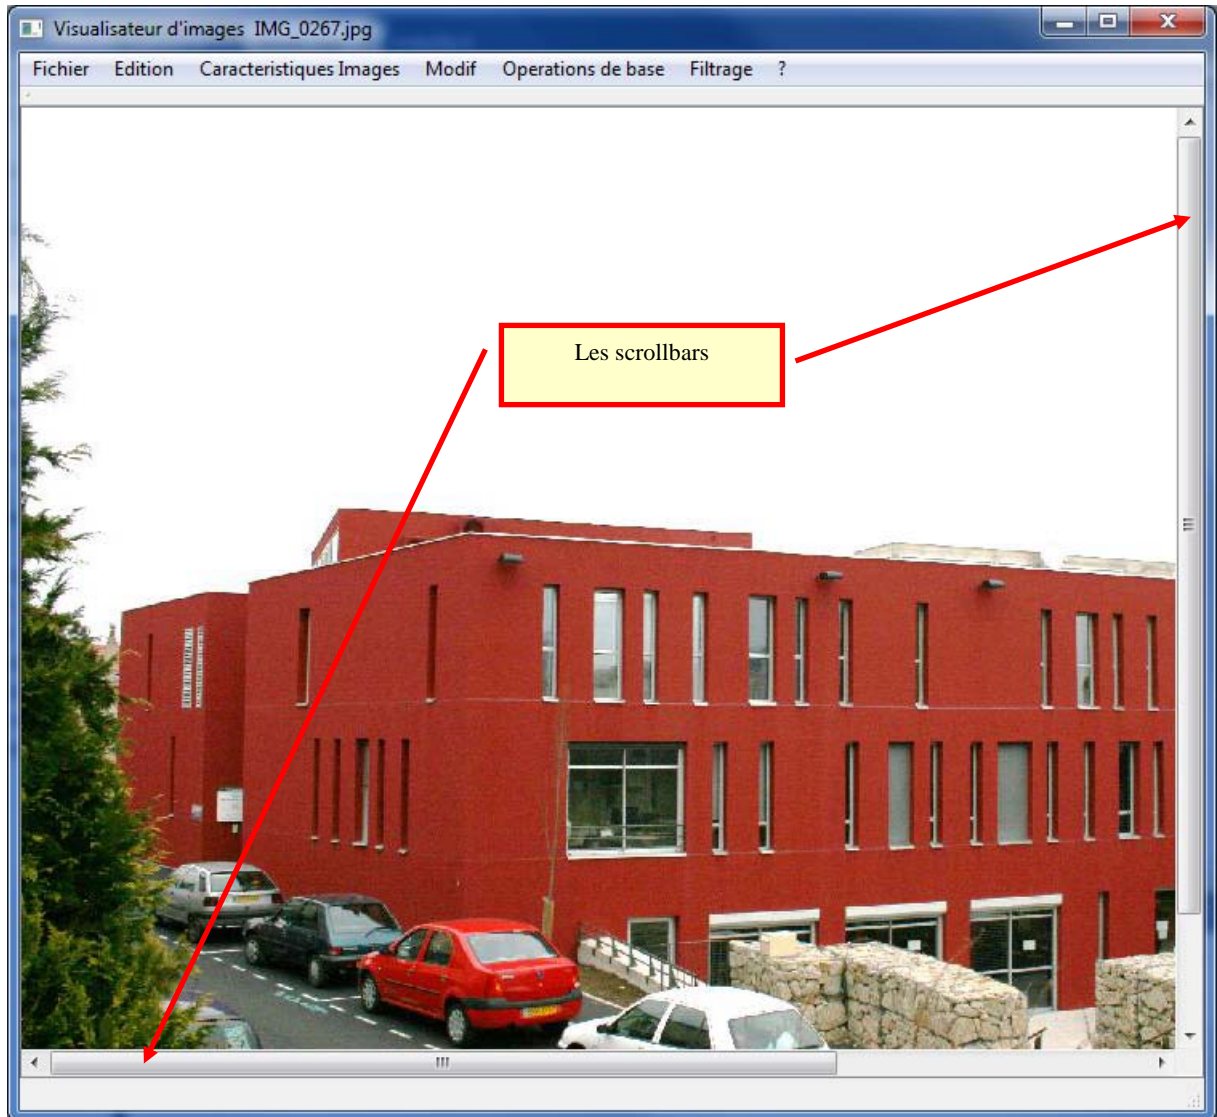 Visualisateur d'images IMG_0267.jpg
Fichier Edition Caracteristiques Images Modif Operations de base Filtrage ?
Les scrollbars